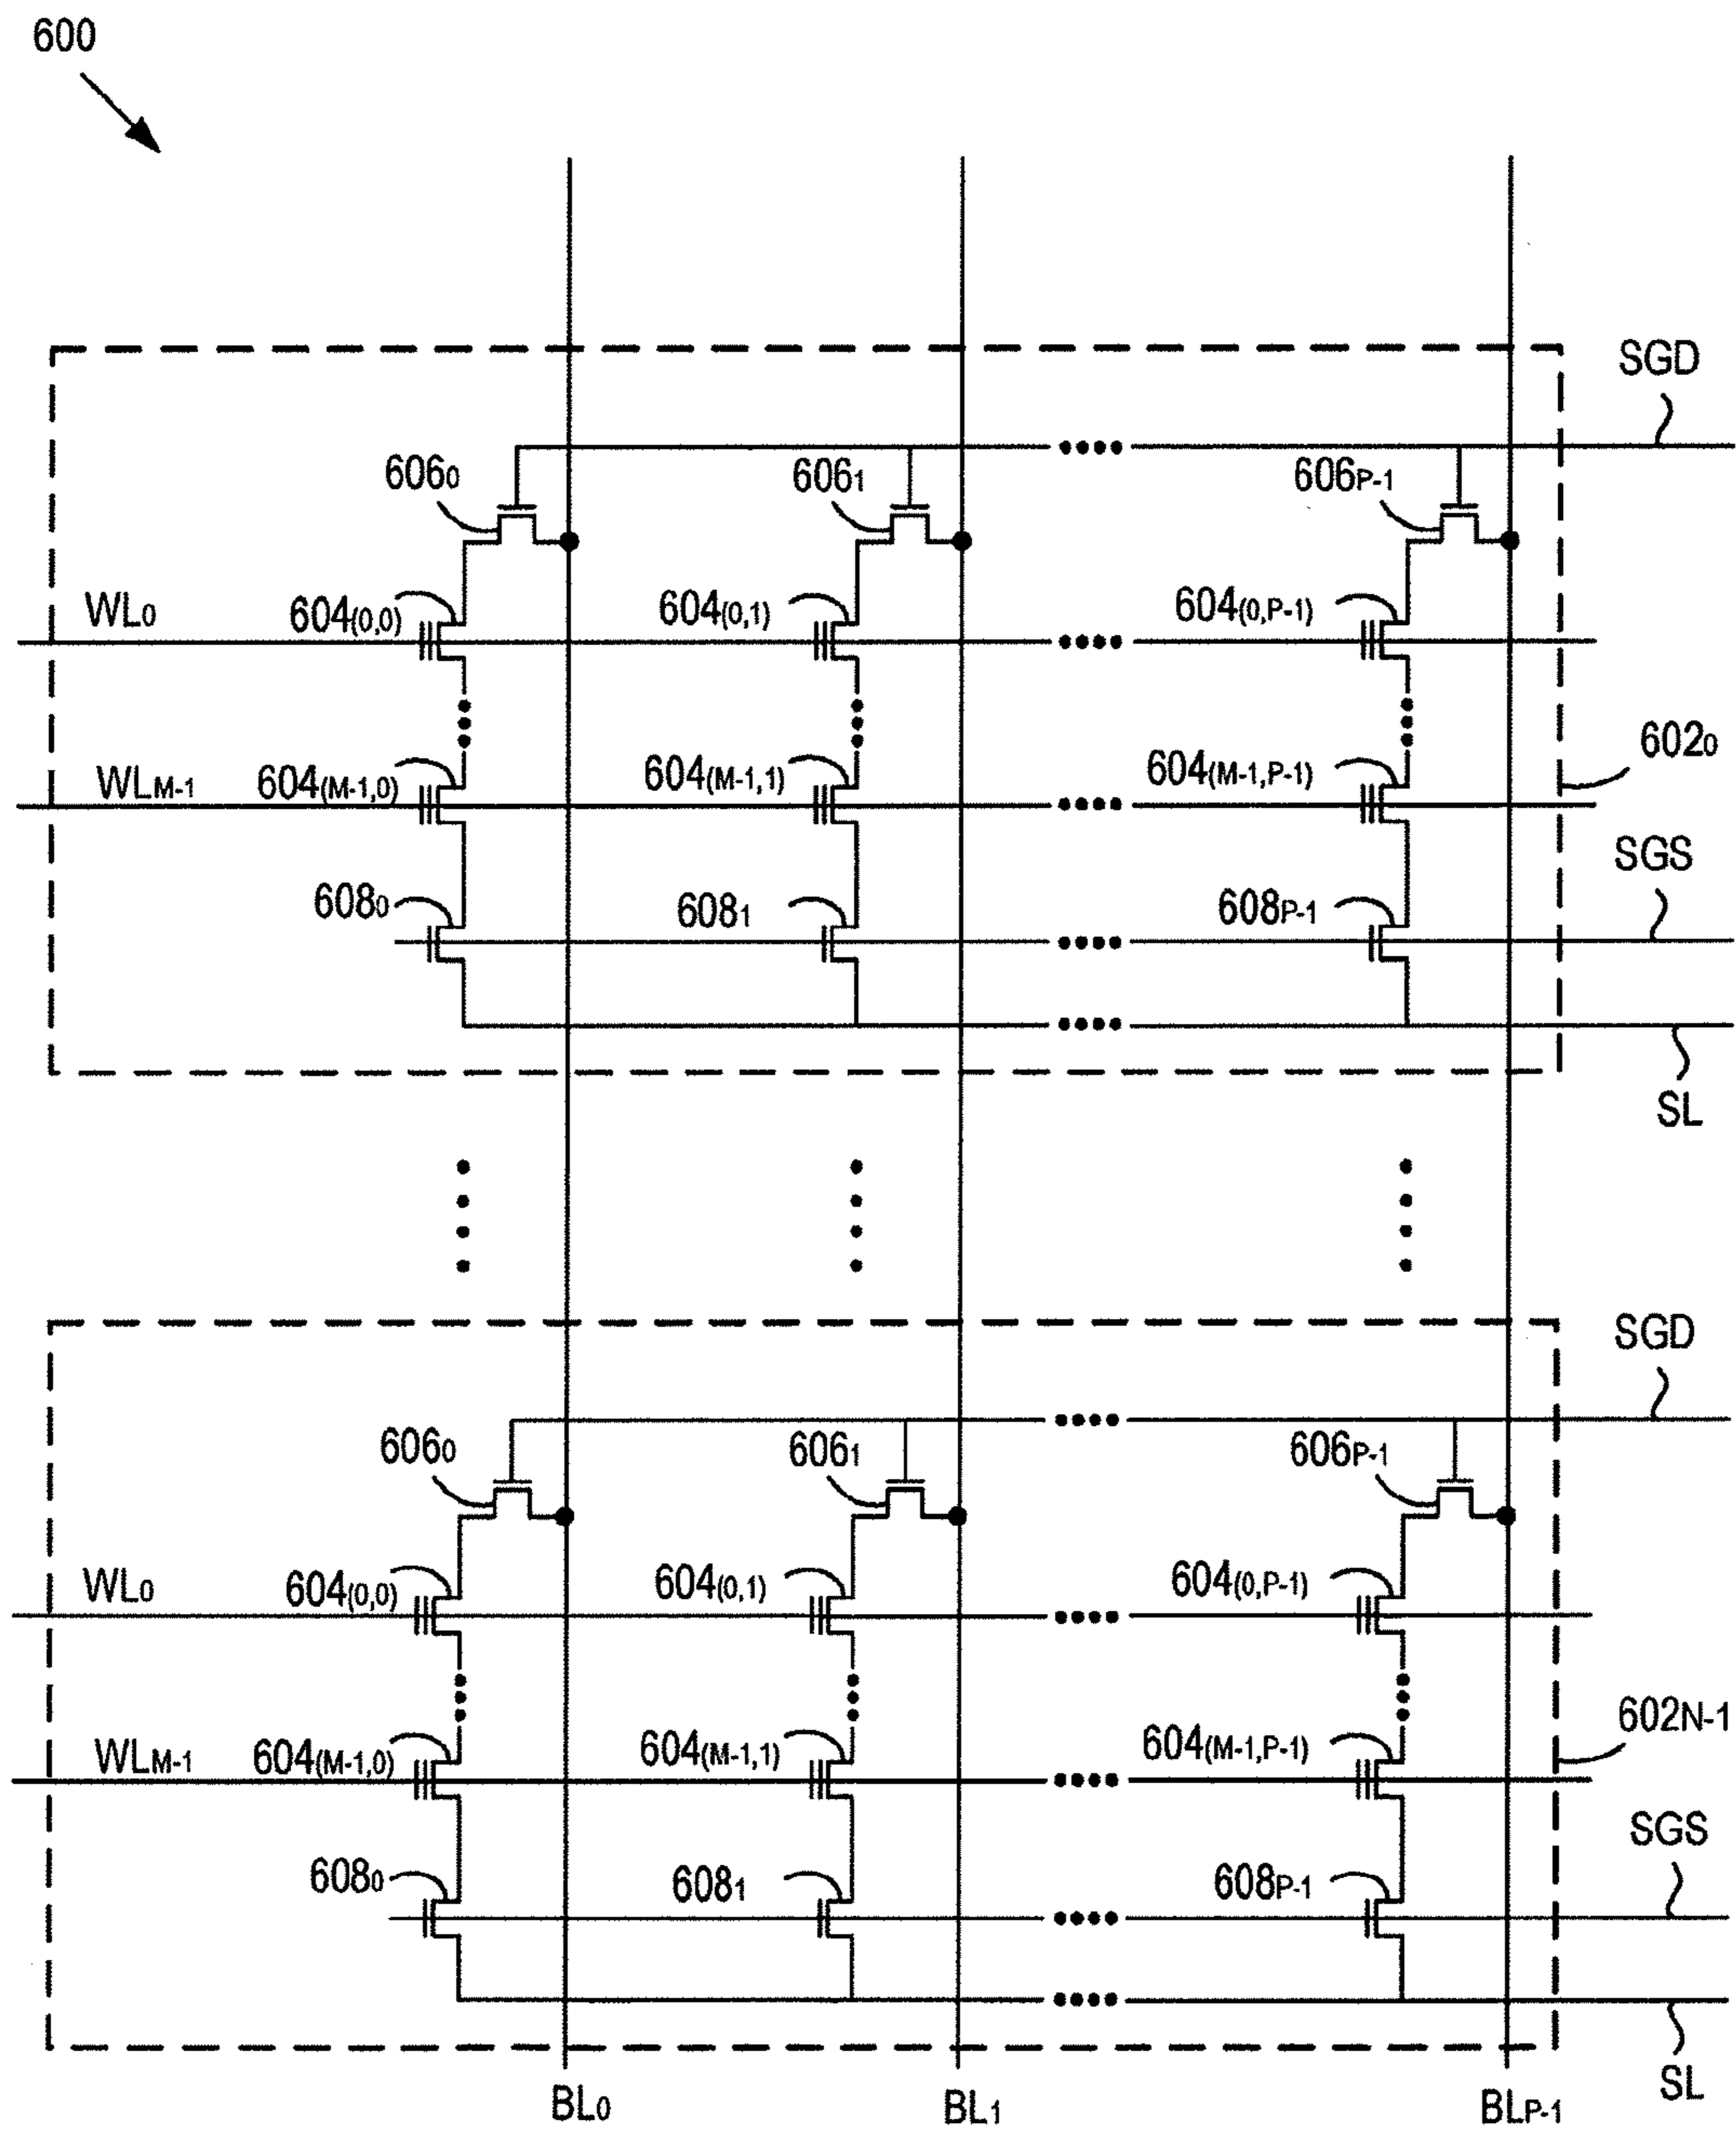 600
SGD
606₀ 606₁ 606P-1
WL₀ 604(0,0) 604(0,1) 604(0,P-1)
602₀
WLM-1 604(M-1,0) 604(M-1,1) 604(M-1,P-1)
SGS
608₀ 608₁ 608P-1
SL
SGD
606₀ 606₁ 606P-1
WL₀ 604(0,0) 604(0,1) 604(0,P-1)
602N-1
WLM-1 604(M-1,0) 604(M-1,1) 604(M-1,P-1)
SGS
608₀ 608₁ 608P-1
SL
BL₀ BL₁ BLP-1